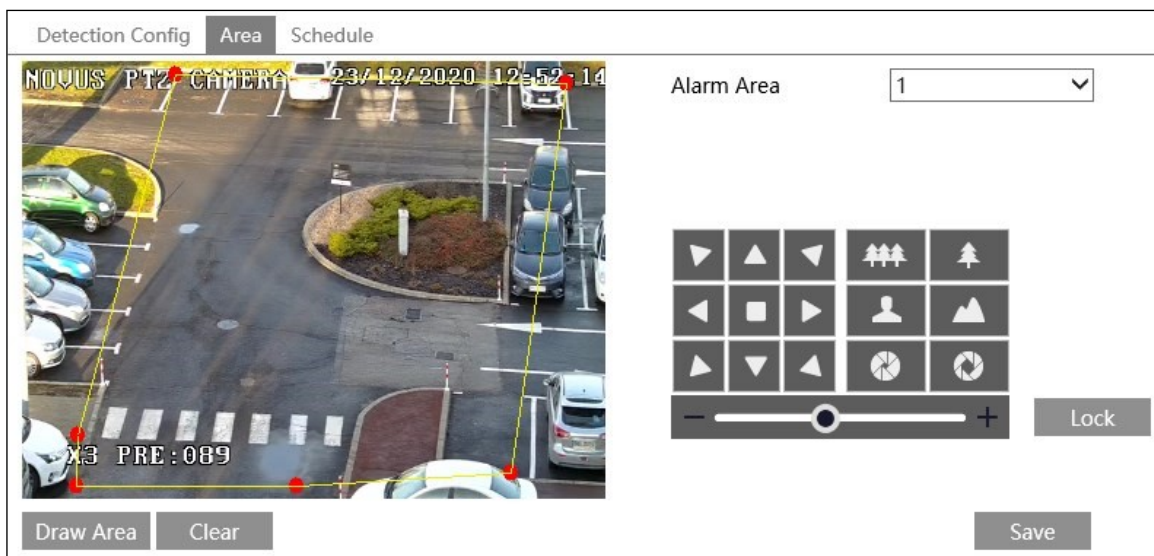 Detection Config Area Schedule
NOVUS PTZ CAMERA 23/12/2020 12:52:14
Alarm Area 1
X3 PRE:089
Lock
Draw Area Clear Save